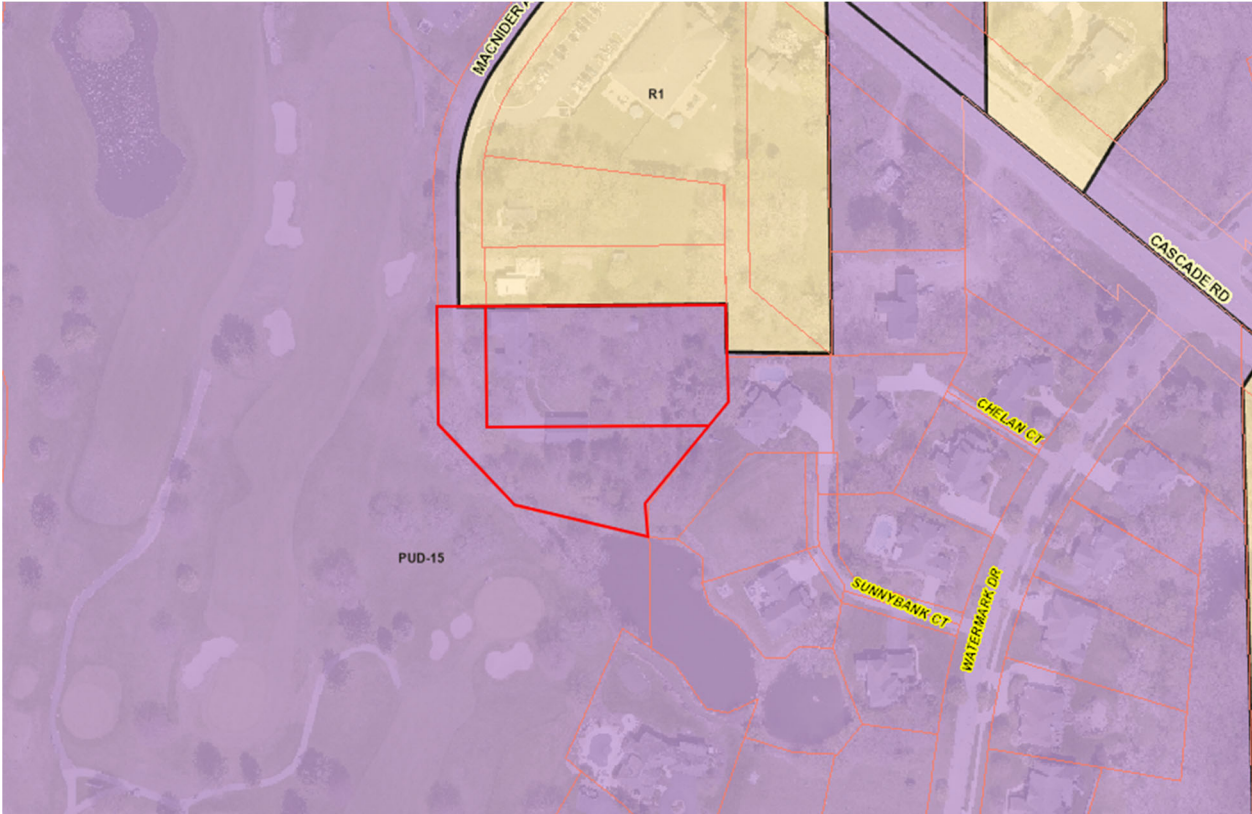 MACNIDER
R1
CASCADE RD
CHELAN CT
PUD-15
SUNNYBANK CT
WATERMARK DR